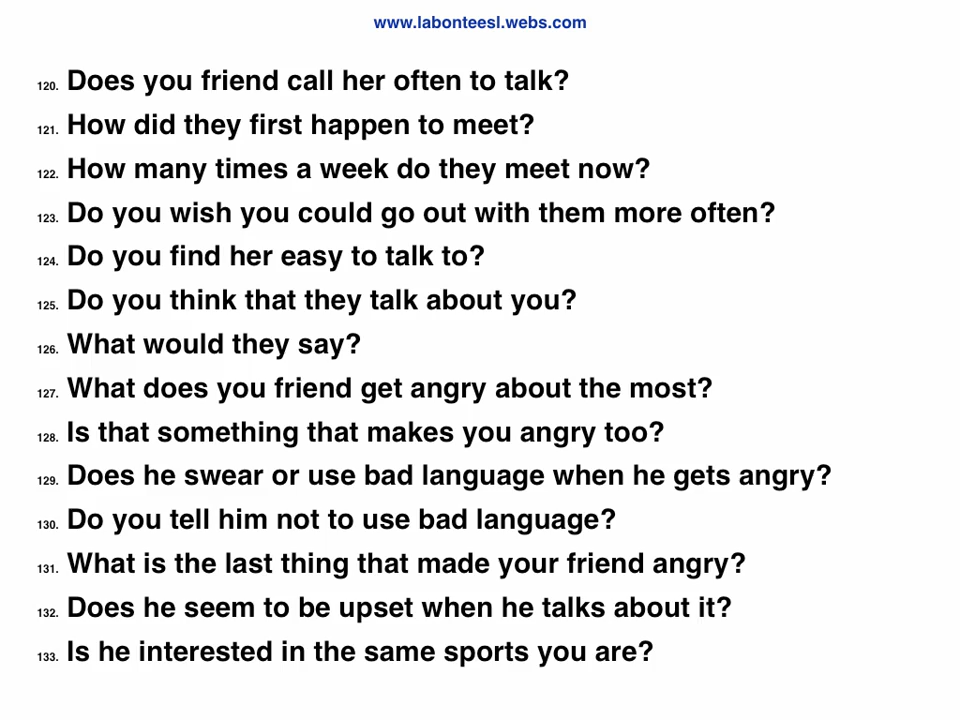 www.labonteesl.webs.com
120. Does you friend call her often to talk?
121. How did they first happen to meet?
122. How many times a week do they meet now?
123. Do you wish you could go out with them more often?
124. Do you find her easy to talk to?
125. Do you think that they talk about you?
126. What would they say?
127. What does you friend get angry about the most?
128. Is that something that makes you angry too?
129. Does he swear or use bad language when he gets angry?
130. Do you tell him not to use bad language?
131. What is the last thing that made your friend angry?
132. Does he seem to be upset when he talks about it?
133. Is he interested in the same sports you are?